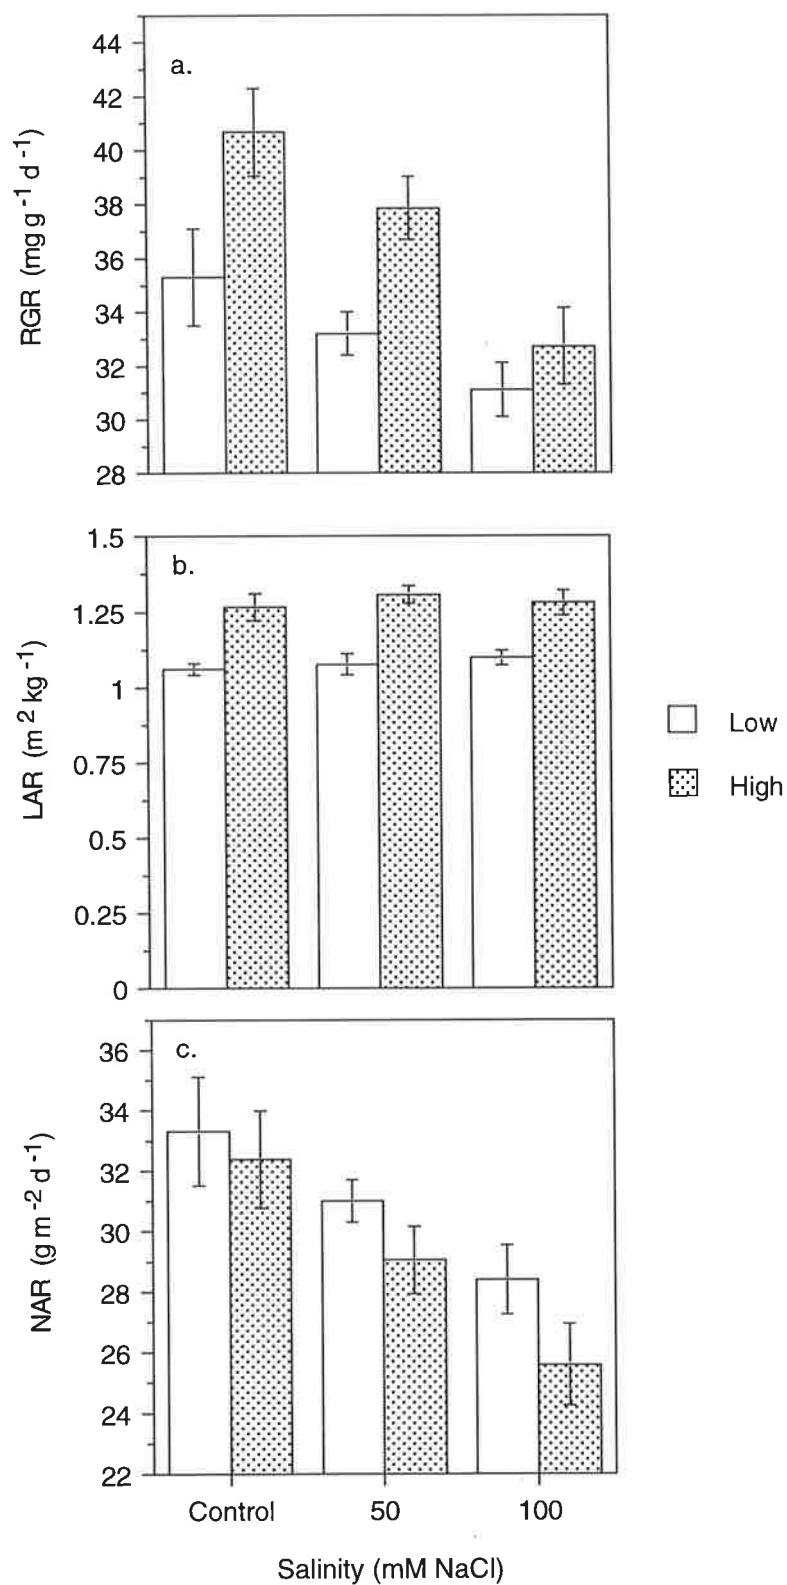 a.
RGR (mg g⁻¹ d⁻¹)
44
42
40
38
36
34
32
30
28
b.
LAR (m² kg⁻¹)
1.5
1.25
1
0.75
0.5
0.25
0
Low
High
c.
NAR (g m⁻² d⁻¹)
36
34
32
30
28
26
24
22
Control 50 100
Salinity (mM NaCl)